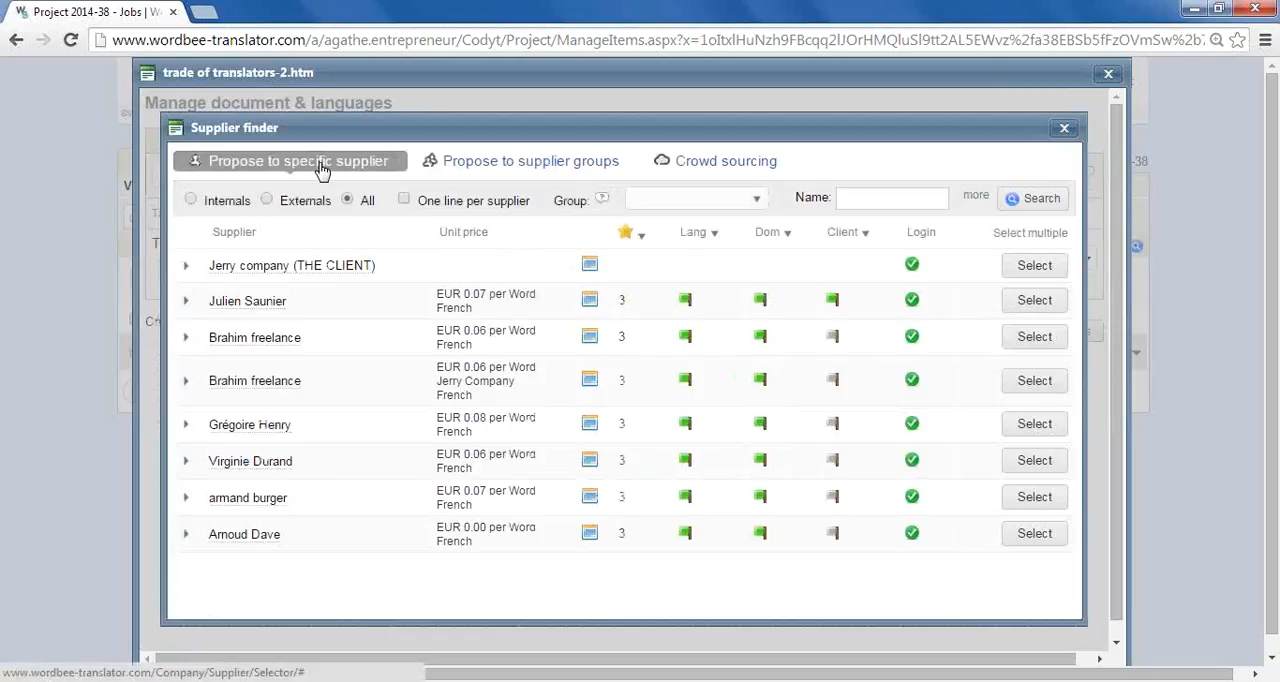 Project 2014-38 - Jobs | W
www.wordbee-translator.com/a/agathe.entrepreneur/Codyt/Project/ManageItems.aspx?x=1oItxlHuNzh9FBcqq2lJOrHMQluSl9tt2AL5EWvz%2fa38EBSb5fFzOVmSw%2b
trade of translators-2.htm
Manage document & languages
Supplier finder
Propose to specific supplier Propose to supplier groups Crowd sourcing
-38
Internals Externals All One line per supplier Group: Name: more Search
Supplier Unit price Lang Dom Client Login Select multiple
Jerry company (THE CLIENT) Select
Julien Saunier EUR 0.07 per Word French 3 Select
Brahim freelance EUR 0.06 per Word French 3 Select
Brahim freelance EUR 0.06 per Word Jerry Company French 3 Select
Grégoire Henry EUR 0.08 per Word French 3 Select
Virginie Durand EUR 0.06 per Word French 3 Select
armand burger EUR 0.07 per Word French 3 Select
Arnoud Dave EUR 0.00 per Word French 3 Select
www.wordbee-translator.com/Company/Supplier/Selector/#